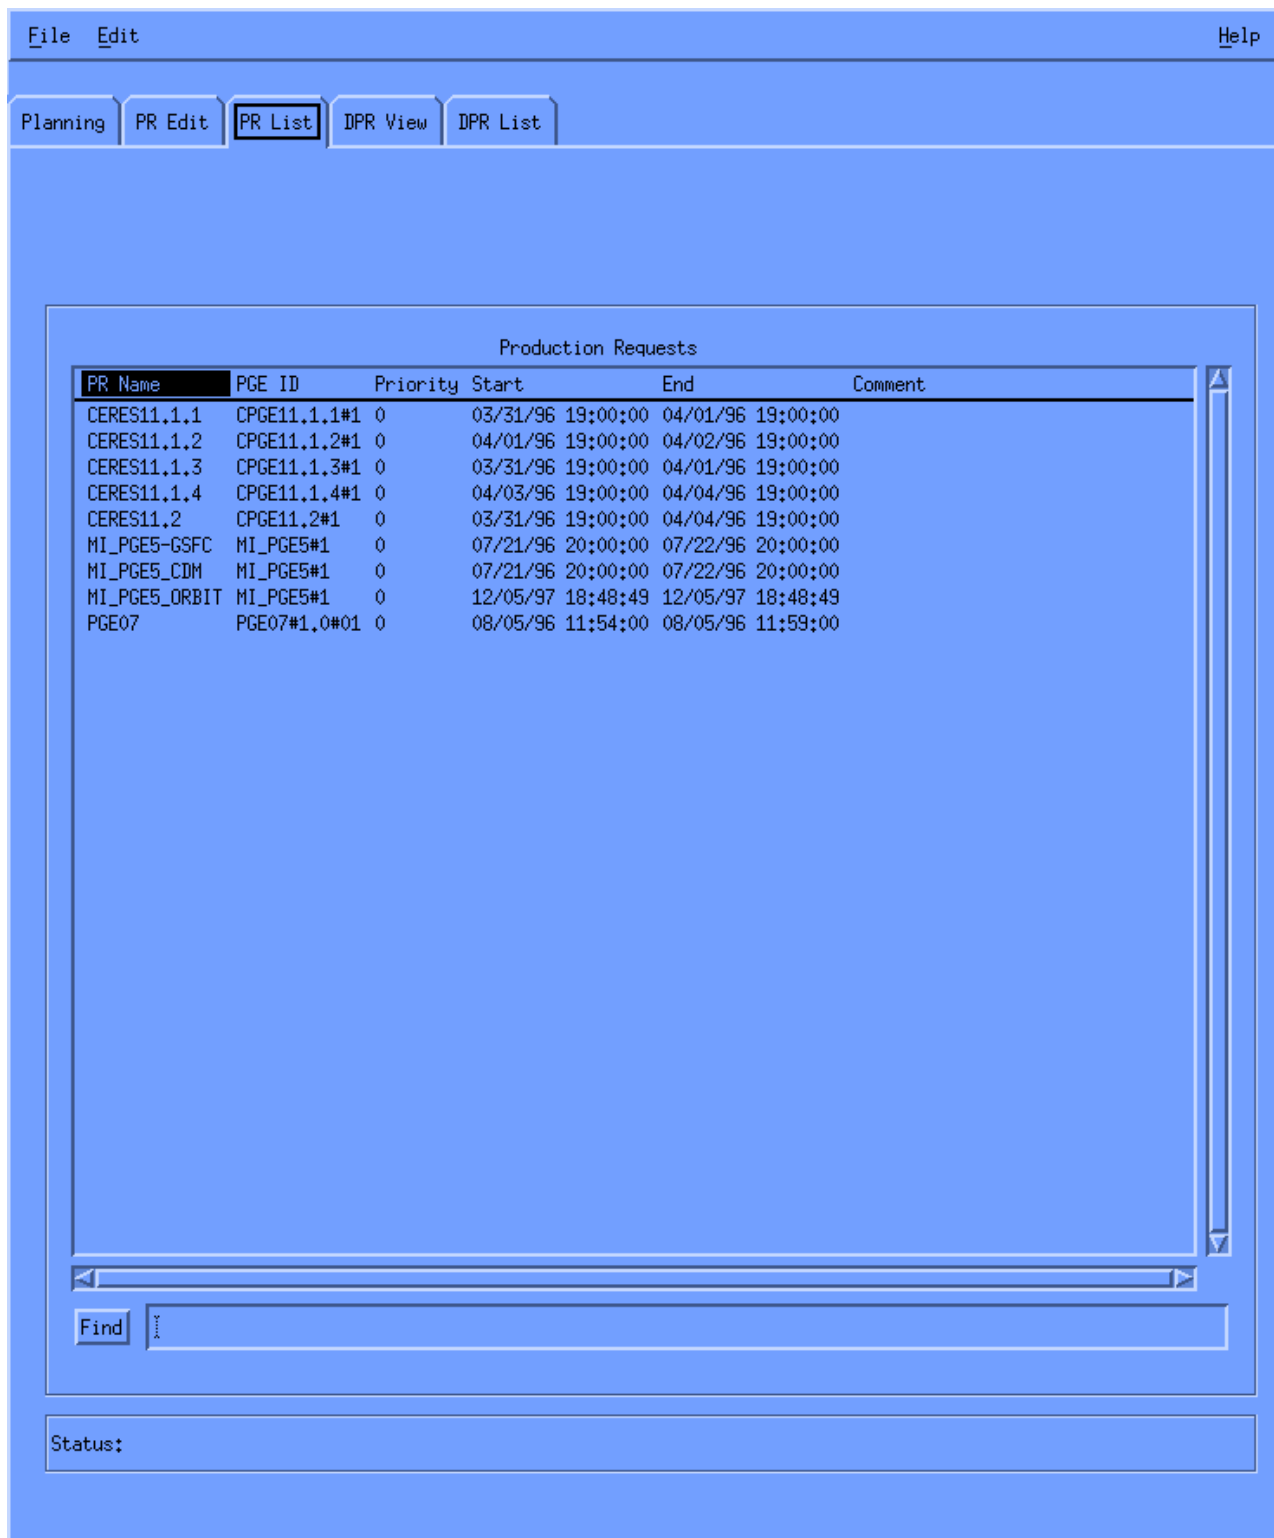 File Edit Help
Planning PR Edit PR List DPR View DPR List
Production Requests
PR Name PGE ID Priority Start End Comment
CERES11.1.1 CPGE11.1.1#1 0 03/31/96 19:00:00 04/01/96 19:00:00
CERES11.1.2 CPGE11.1.2#1 0 04/01/96 19:00:00 04/02/96 19:00:00
CERES11.1.3 CPGE11.1.3#1 0 03/31/96 19:00:00 04/01/96 19:00:00
CERES11.1.4 CPGE11.1.4#1 0 04/03/96 19:00:00 04/04/96 19:00:00
CERES11.2 CPGE11.2#1 0 03/31/96 19:00:00 04/04/96 19:00:00
MI_PGE5-GSFC MI_PGE5#1 0 07/21/96 20:00:00 07/22/96 20:00:00
MI_PGE5_CDM MI_PGE5#1 0 07/21/96 20:00:00 07/22/96 20:00:00
MI_PGE5_ORBIT MI_PGE5#1 0 12/05/97 18:48:49 12/05/97 18:48:49
PGE07 PGE07#1.0#01 0 08/05/96 11:54:00 08/05/96 11:59:00
Find
Status: